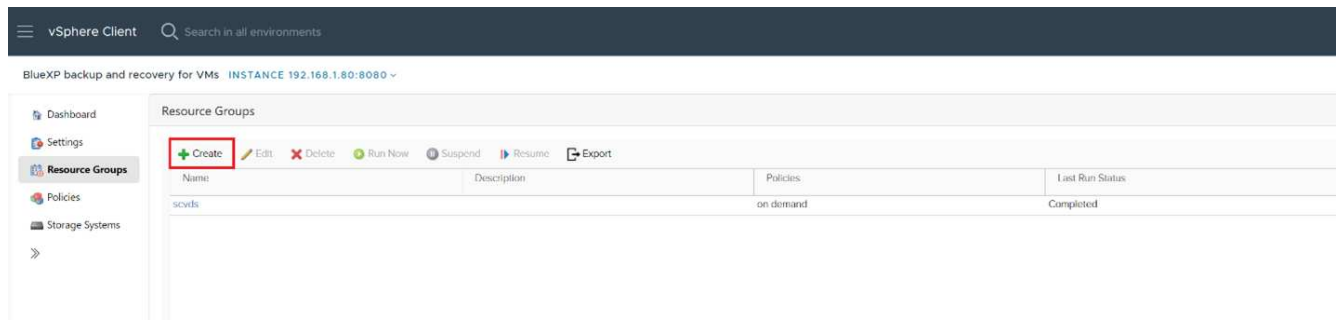 vSphere Client Search in all environments
BlueXP backup and recovery for VMs INSTANCE 192.168.1.80:8080
Dashboard
Settings
Resource Groups
Policies
Storage Systems
Resource Groups
Create Edit Delete Run Now Suspend Resume Export
Name Description Policies Last Run Status
scvds on demand Completed